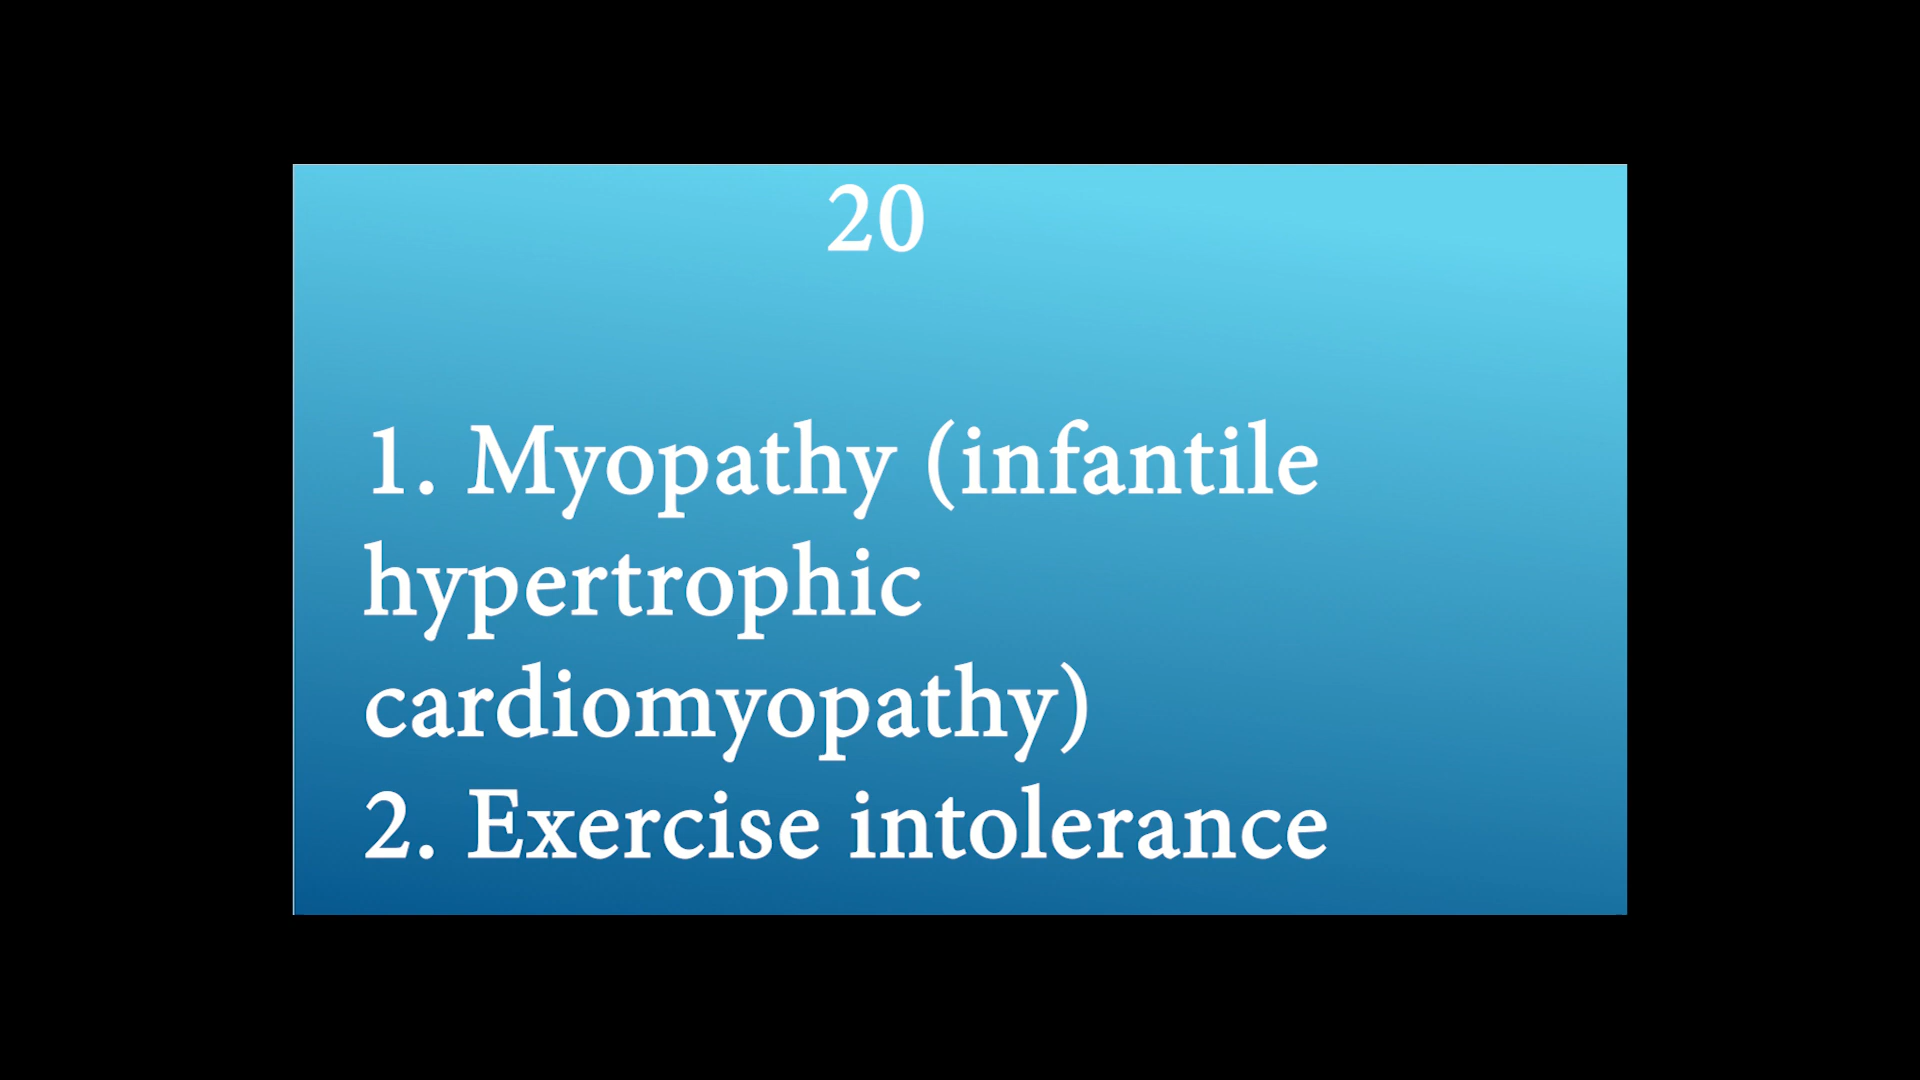 20
1. Myopathy (infantile
hypertrophic
cardiomyopathy)
2. Exercise intolerance